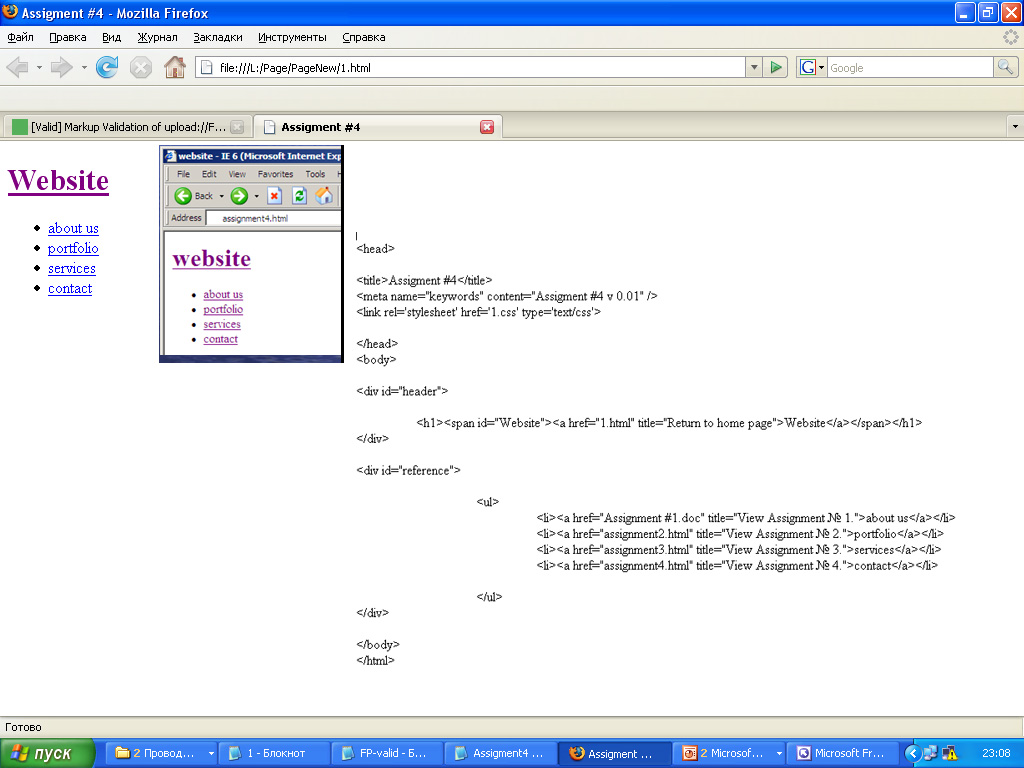 Assigment #4 - Mozilla Firefox
Файл Правка Вид Журнал Закладки Инструменты Справка
file:///L:/Page/PageNew/1.html
G Google
[Valid] Markup Validation of upload://F...
Assigment #4
Website
about us
portfolio
services
contact
website - IE 6 (Microsoft Internet Exp
File Edit View Favorites Tools H
Back
Address assignment4.html
website
about us
portfolio
services
contact
<head>
<title>Assigment #4</title>
<meta name="keywords" content="Assigment #4 v 0.01" />
<link rel='stylesheet' href='1.css' type='text/css'>
</head>
<body>
<div id="header">
<h1><span id="Website"><a href="1.html" title="Return to home page">Website</a></span></h1>
</div>
<div id="reference">
<ul>
<li><a href="Assignment #1.doc" title="View Assignment № 1.">about us</a></li>
<li><a href="assignment2.html" title="View Assignment № 2.">portfolio</a></li>
<li><a href="assignment3.html" title="View Assignment № 3.">services</a></li>
<li><a href="assignment4.html" title="View Assignment № 4.">contact</a></li>
</ul>
</div>
</body>
</html>
Готово
пуск
2 Проводн...
1 - Блокнот
FP-valid - Б...
Assigment4 ...
Assigment ...
2 Microsof...
Microsoft Fr...
23:08